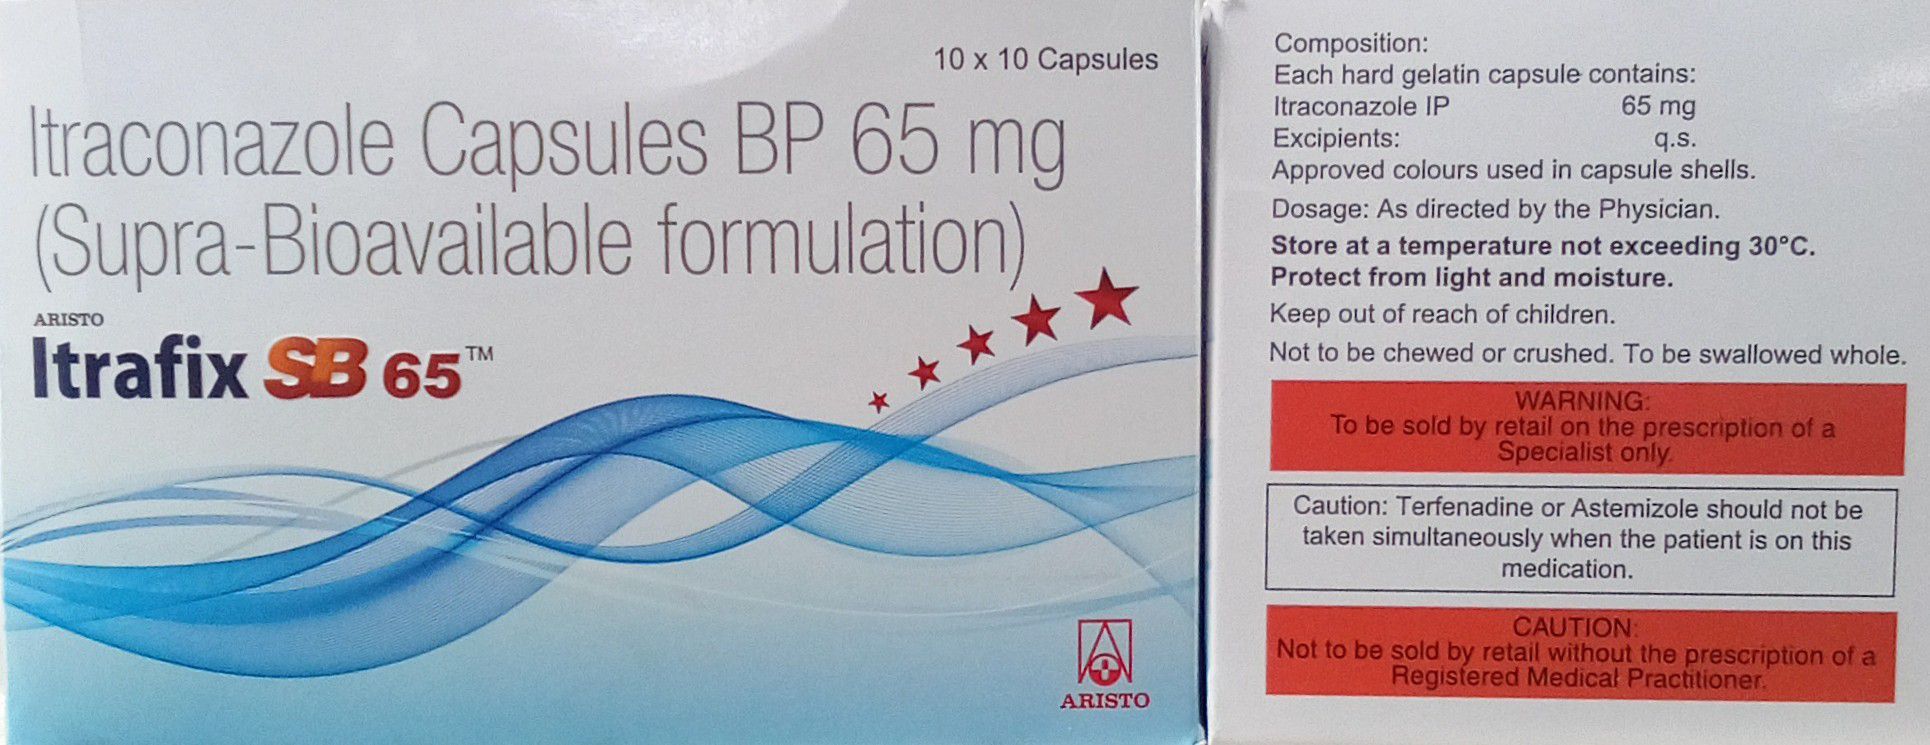 10 x 10 Capsules
Itraconazole Capsules BP 65 mg
(Supra-Bioavailable formulation)
ARISTO
Itrafix SB 65™
ARISTO
Composition:
Each hard gelatin capsule contains:
Itraconazole IP 65 mg
Excipients: q.s.
Approved colours used in capsule shells.
Dosage: As directed by the Physician.
Store at a temperature not exceeding 30°C.
Protect from light and moisture.
Keep out of reach of children.
Not to be chewed or crushed. To be swallowed whole.
WARNING:
To be sold by retail on the prescription of a
Specialist only.
Caution: Terfenadine or Astemizole should not be
taken simultaneously when the patient is on this
medication.
CAUTION:
Not to be sold by retail without the prescription of a
Registered Medical Practitioner.